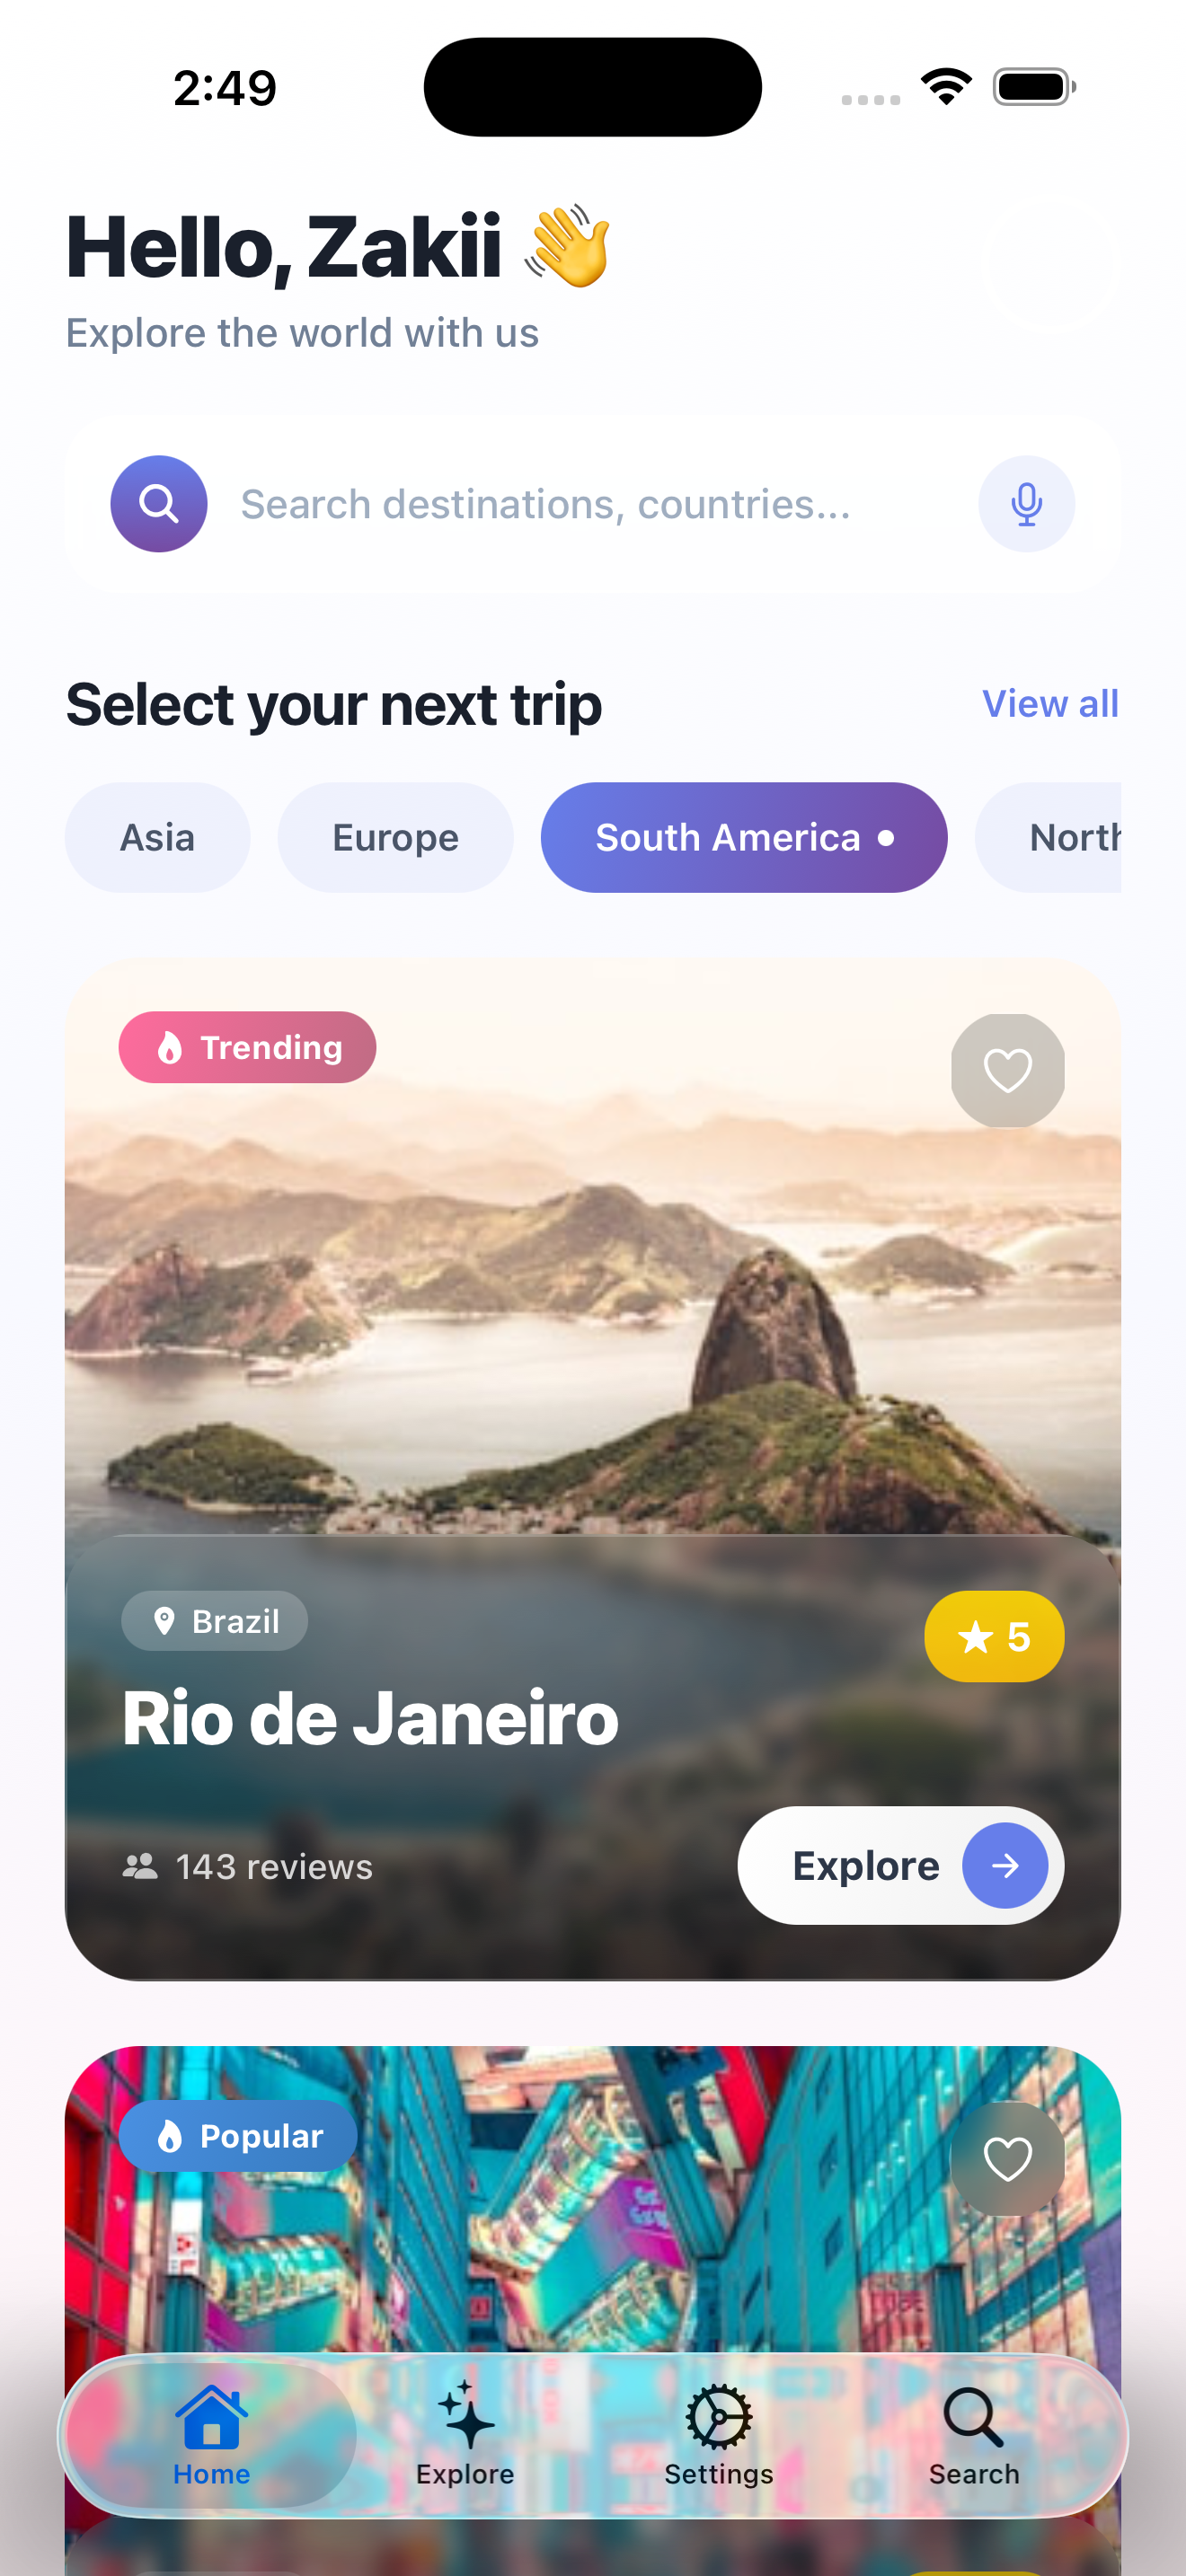 2:49
Hello, Zakii 👋
Explore the world with us
Search destinations, countries...
Select your next trip
View all
Asia
Europe
South America
North
Trending
Brazil
5
Rio de Janeiro
143 reviews
Explore
Popular
Home
Explore
Settings
Search